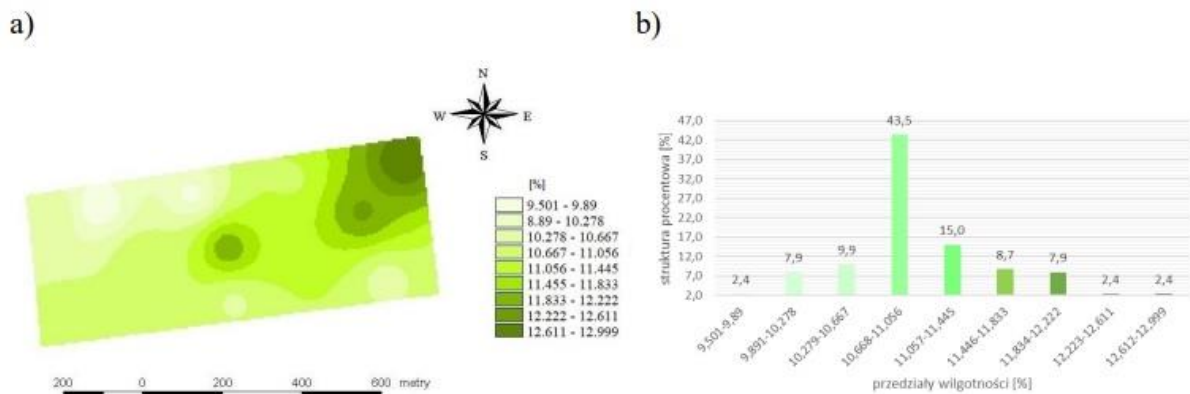 a)
N
W E
S
[%]
9.501 - 9.89
8.89 - 10.278
10.278 - 10.667
10.667 - 11.056
11.056 - 11.445
11.455 - 11.833
11.833 - 12.222
12.222 - 12.611
12.611 - 12.999
200 0 200 400 600 metry
b)
struktura procentowa [%]
47,0
42,0
37,0
32,0
27,0
22,0
17,0
12,0
7,0
2,0
2,4
7,9
9,9
43,5
15,0
8,7
7,9
2,4
2,4
9,501-9,89
9,891-10,278
10,279-10,667
10,668-11,056
11,057-11,445
11,446-11,833
11,834-12,222
12,223-12,611
12,612-12,999
przedziały wilgotności [%]